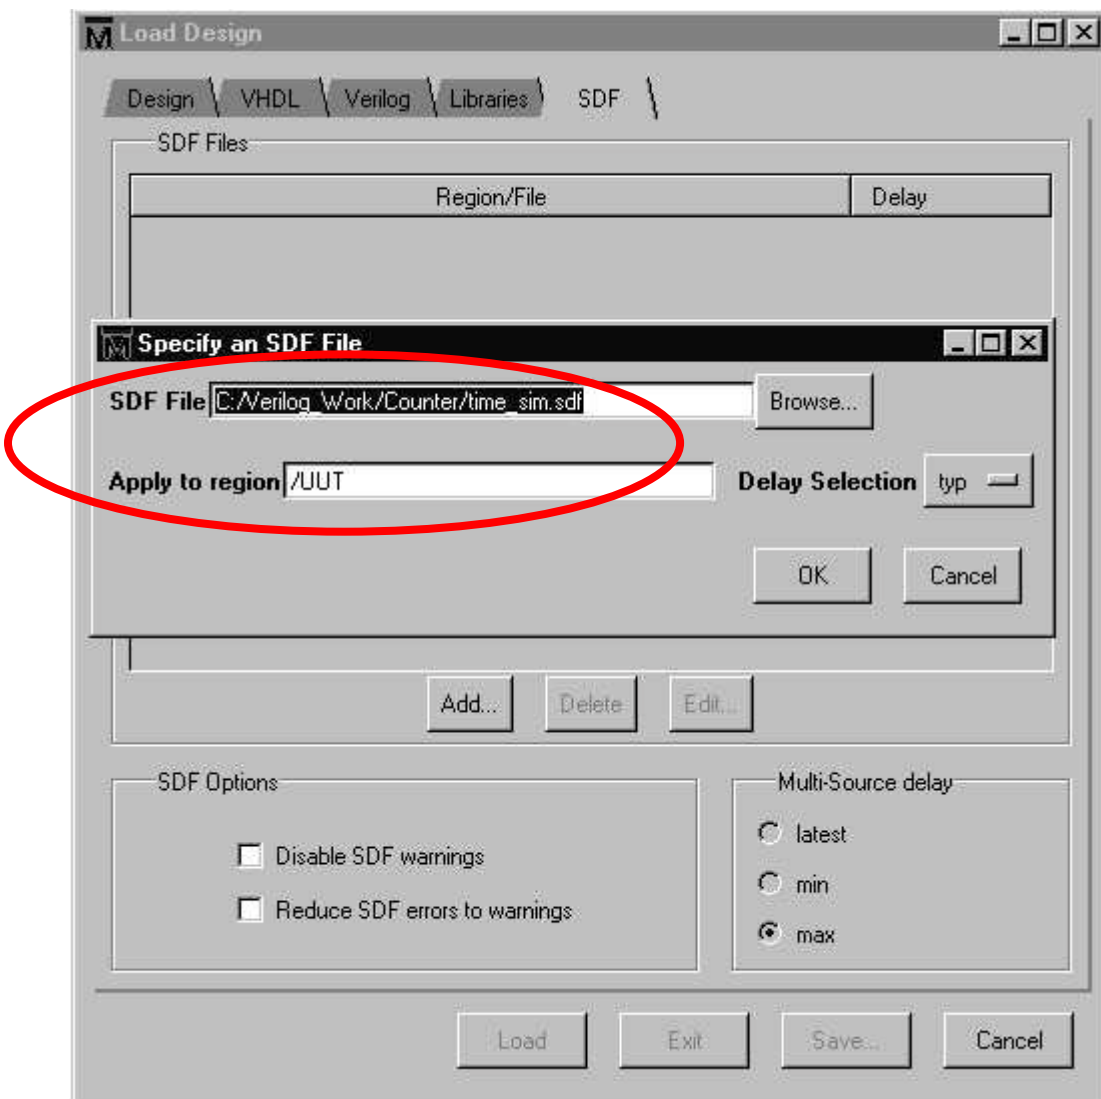 Load Design
Design VHDL Verilog Libraries SDF
SDF Files
Region/File Delay
Specify an SDF File
SDF File C:/Verilog_Work/Counter/time_sim.sdf Browse...
Apply to region /UUT Delay Selection typ
OK Cancel
Add... Delete Edit...
SDF Options Multi-Source delay
latest
Disable SDF warnings
min
Reduce SDF errors to warnings
max
Load Exit Save... Cancel